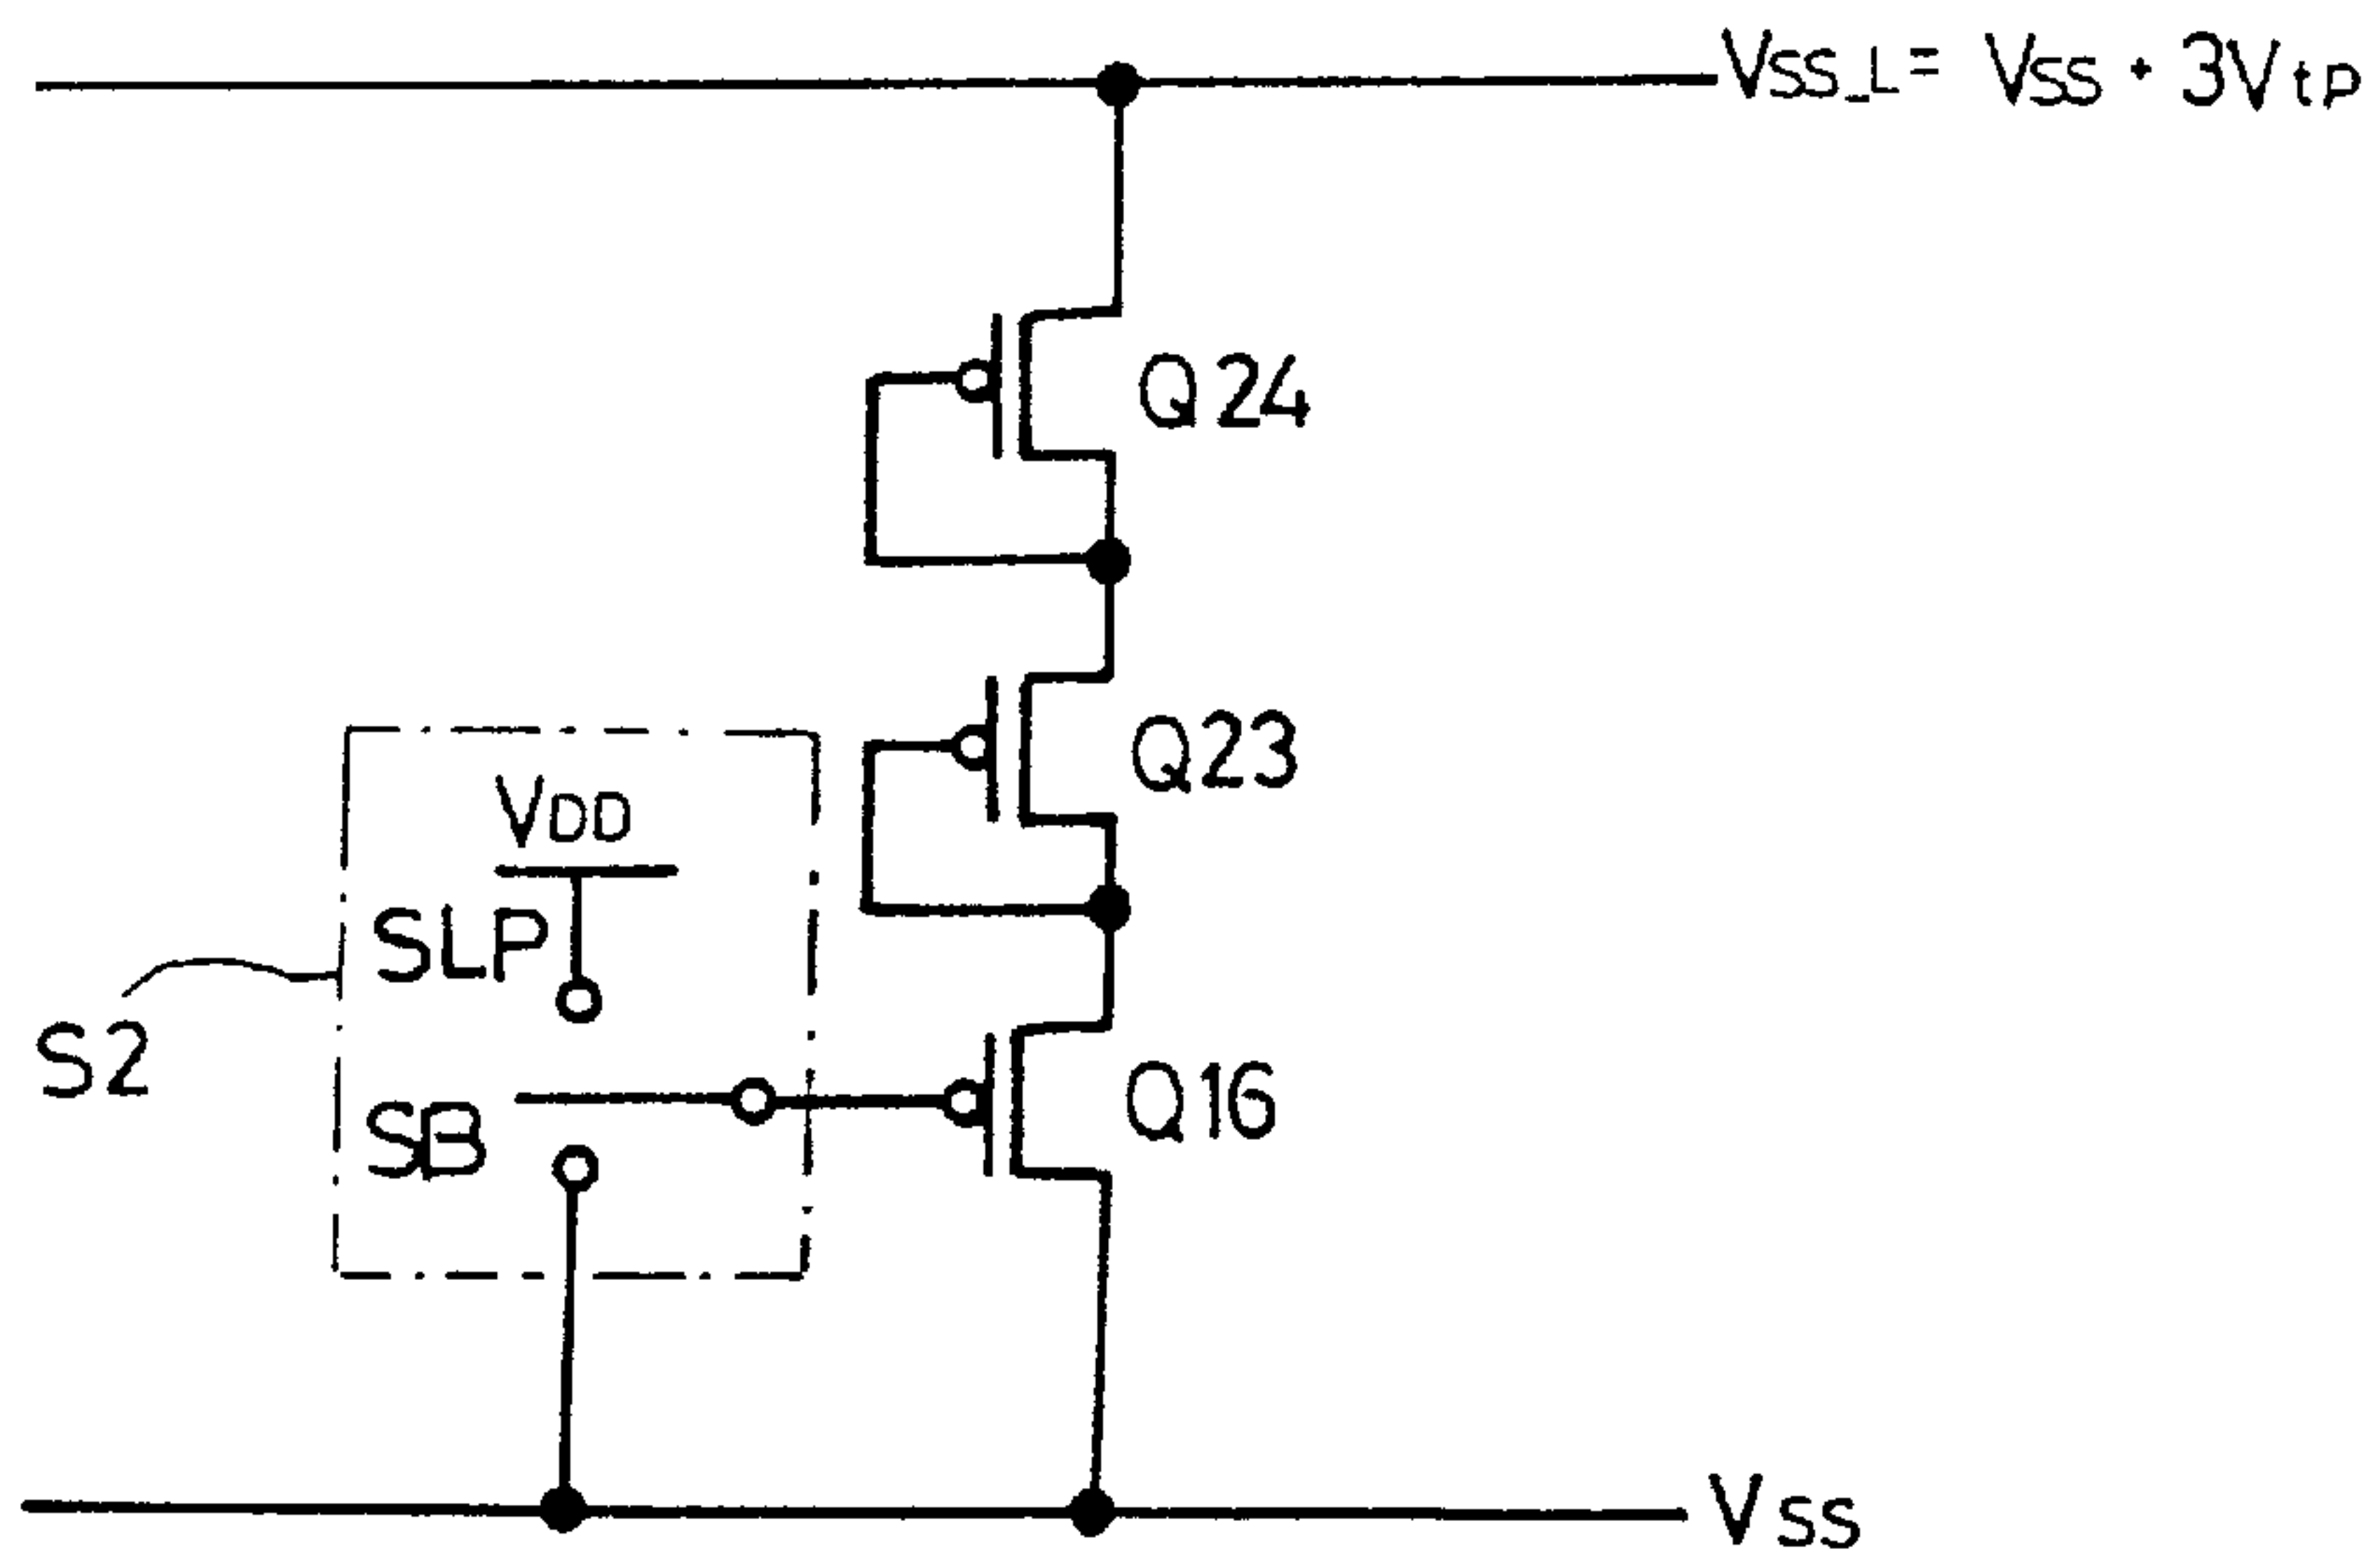 VSS_L= VSS · 3Vtp
Q24
Q23
VDD
SLP
S2
SB
Q16
VSS